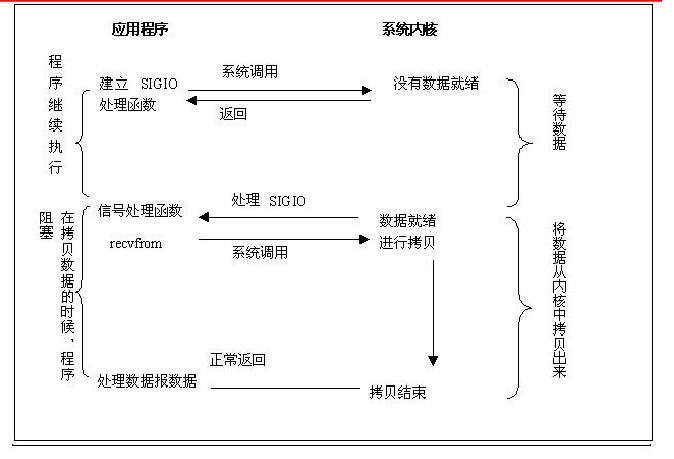 应用程序
系统内核
程序继续执行
建立 SIGIO
处理函数
系统调用
返回
没有数据就绪
等待数据
在拷贝数据的时候，程序
阻塞
信号处理函数
recvfrom
处理 SIGIO
系统调用
数据就绪
进行拷贝
将数据从内核中拷贝出来
正常返回
处理数据报数据
拷贝结束